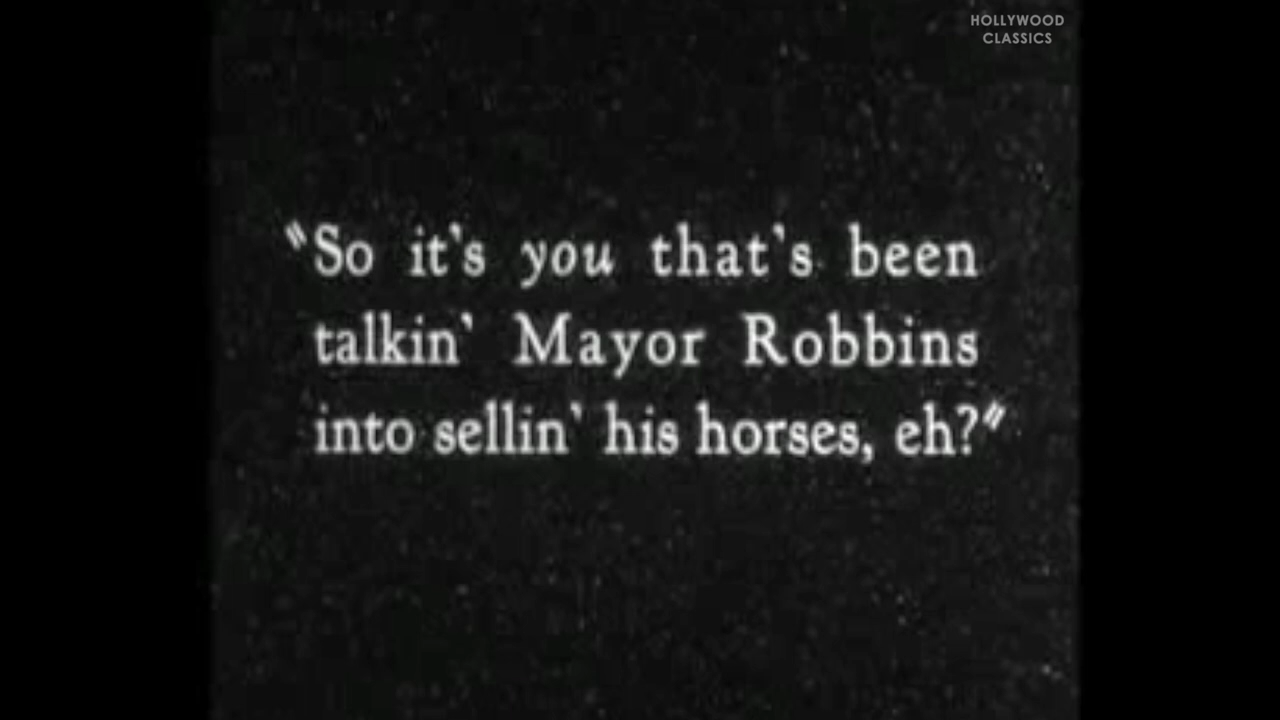 HOLLYWOOD
CLASSICS
"So it's you that's been
talkin' Mayor Robbins
into sellin' his horses, eh?"